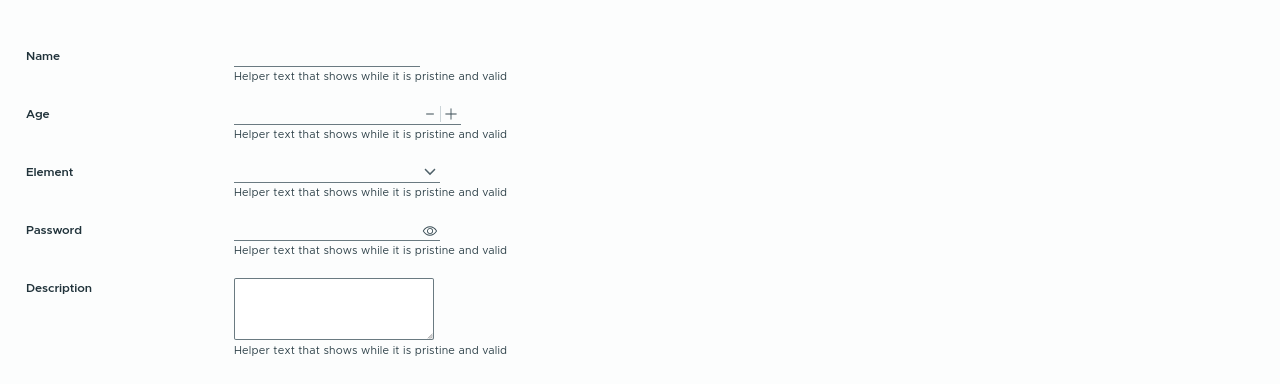 Name
Helper text that shows while it is pristine and valid
Age
Helper text that shows while it is pristine and valid
Element
Helper text that shows while it is pristine and valid
Password
Helper text that shows while it is pristine and valid
Description
Helper text that shows while it is pristine and valid